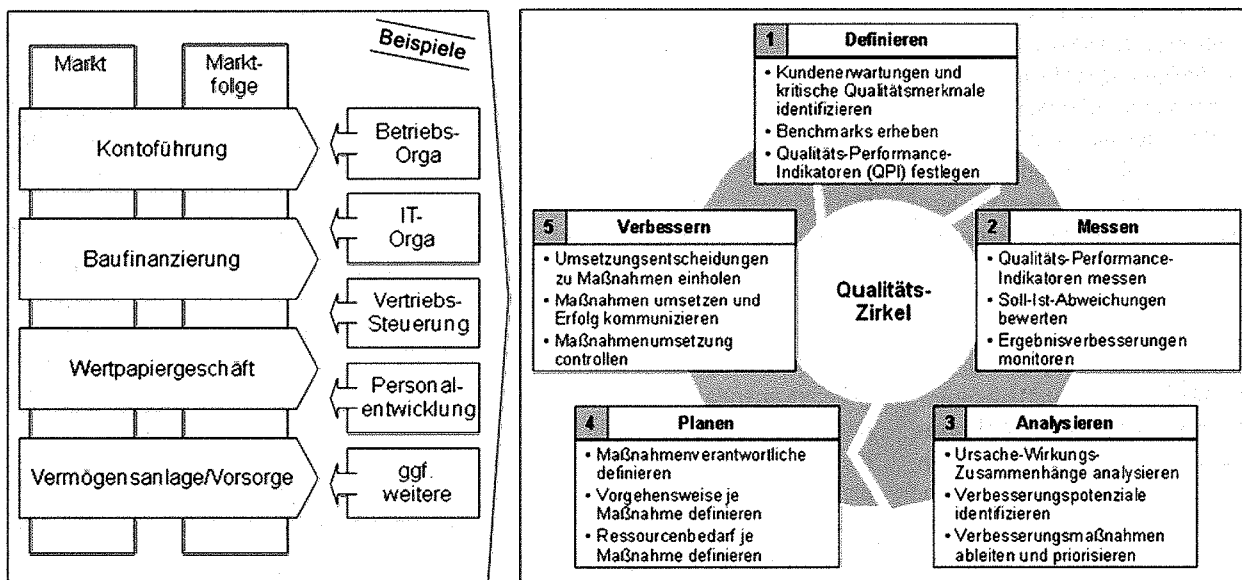 Beispiele
Markt
Markt-
folge
Kontoführung
Baufinanzierung
Wertpapiergeschäft
Vermögensanlage/Vorsorge
Betriebs-
Orga
IT-
Orga
Vertriebs-
Steuerung
Personal-
entwicklung
ggf.
weitere
1 Definieren
• Kundenerwartungen und
kritische Qualitätsmerkmale
identifizieren
• Benchmarks erheben
• Qualitäts-Performance-
Indikatoren (QPI) festlegen
2 Messen
• Qualitäts-Performance-
Indikatoren messen
• Soll-Ist-Abweichungen
bewerten
• Ergebnisverbesserungen
monitoren
3 Analysieren
• Ursache-Wirkungs-
Zusammenhänge analysieren
• Verbesserungspotenziale
identifizieren
• Verbesserungsmaßnahmen
ableiten und priorisieren
4 Planen
• Maßnahmenverantwortliche
definieren
• Vorgehensweise je
Maßnahme definieren
• Ressourcenbedarf je
Maßnahme definieren
5 Verbessern
• Umsetzungsentscheidungen
zu Maßnahmen einholen
• Maßnahmen umsetzen und
Erfolg kommunizieren
• Maßnahmenumsetzung
controllen
Qualitäts-
Zirkel